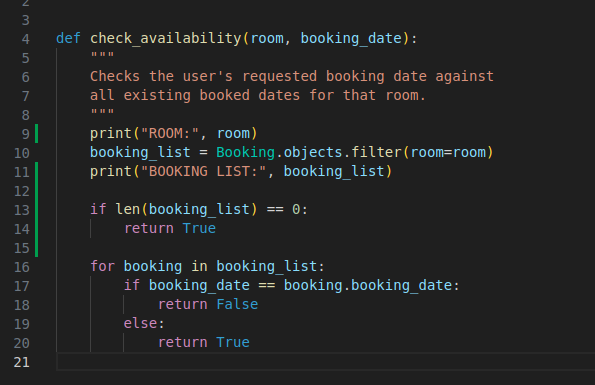 2
3
4 def check_availability(room, booking_date):
5     """
6     Checks the user's requested booking date against
7     all existing booked dates for that room.
8     """
9     print("ROOM:", room)
10     booking_list = Booking.objects.filter(room=room)
11     print("BOOKING LIST:", booking_list)
12
13     if len(booking_list) == 0:
14         return True
15
16     for booking in booking_list:
17         if booking_date == booking.booking_date:
18             return False
19         else:
20             return True
21